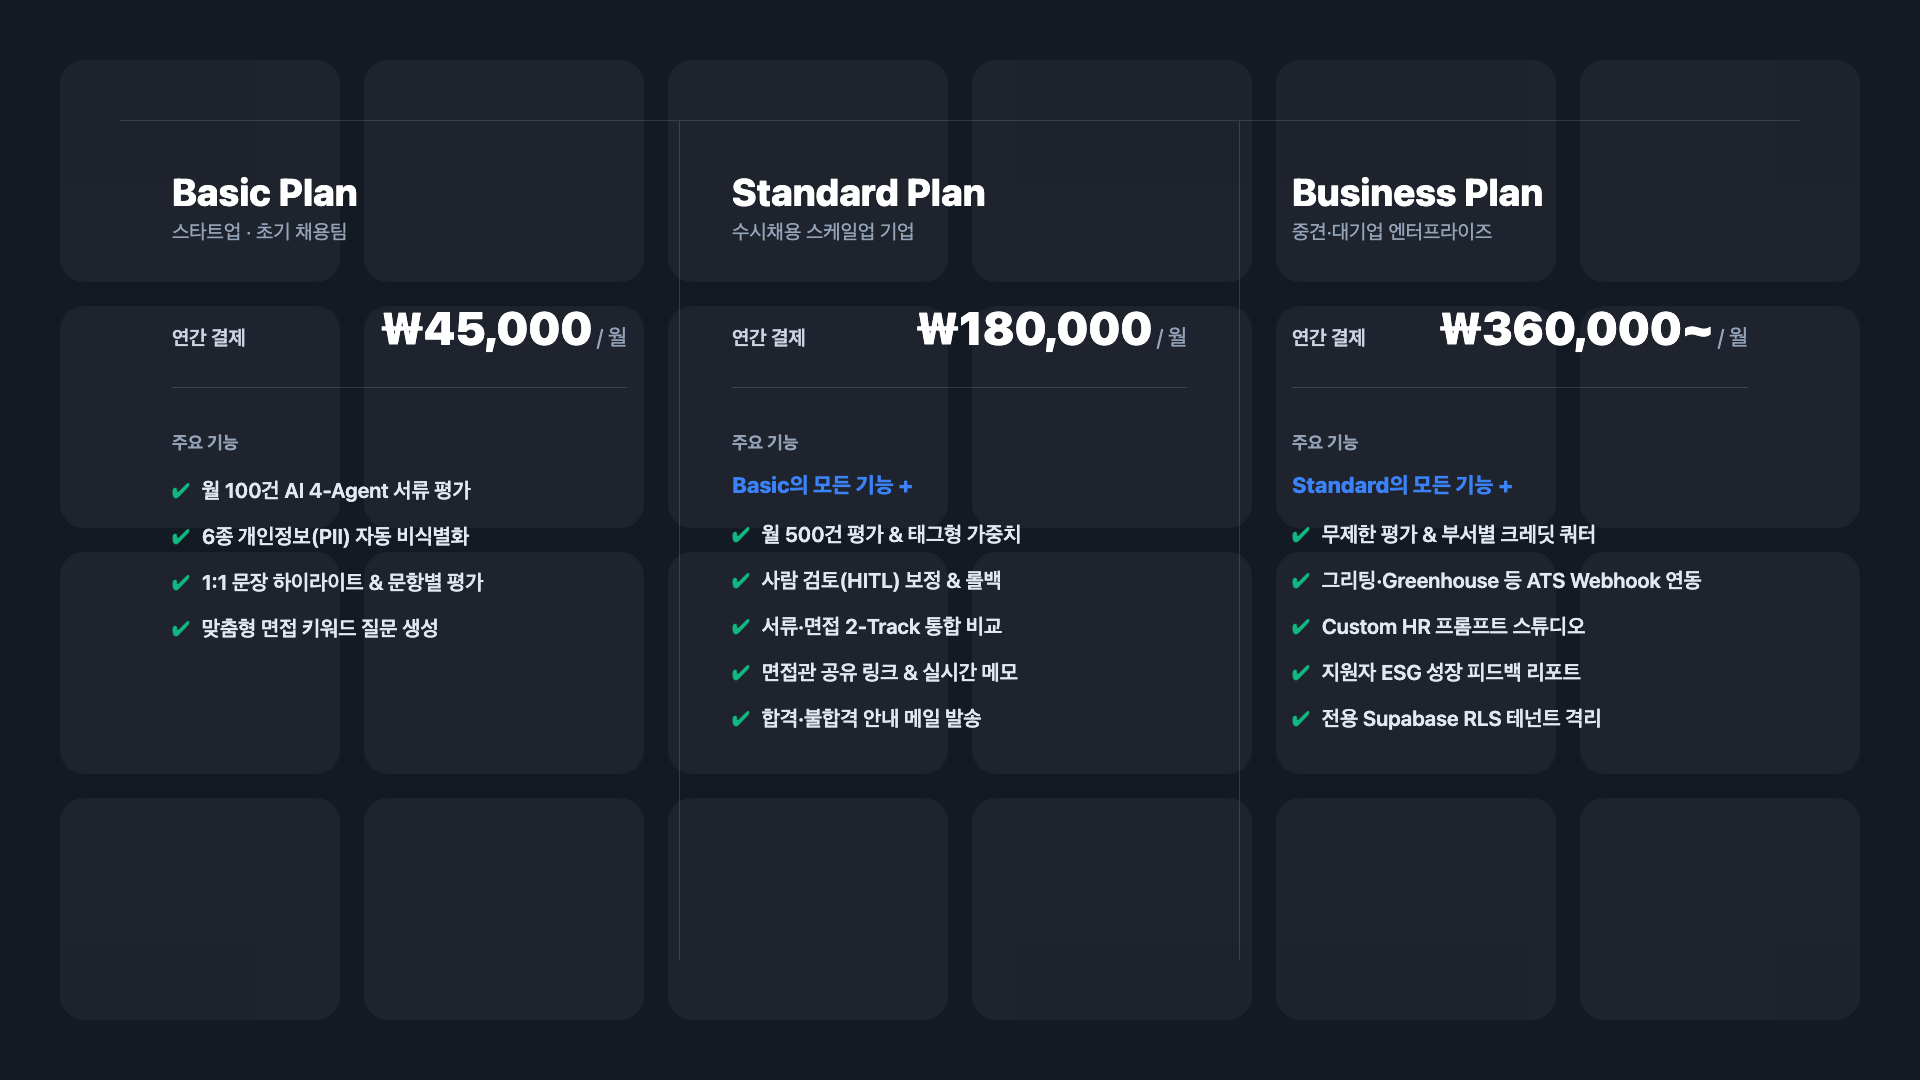 Basic Plan
스타트업 · 초기 채용팀
연간 결제
₩45,000 / 월
주요 기능
✔ 월 100건 AI 4-Agent 서류 평가
✔ 6종 개인정보(PII) 자동 비식별화
✔ 1:1 문장 하이라이트 & 문항별 평가
✔ 맞춤형 면접 키워드 질문 생성
Standard Plan
수시채용 스케일업 기업
연간 결제
₩180,000 / 월
주요 기능
Basic의 모든 기능 +
✔ 월 500건 평가 & 태그형 가중치
✔ 사람 검토(HITL) 보정 & 롤백
✔ 서류·면접 2-Track 통합 비교
✔ 면접관 공유 링크 & 실시간 메모
✔ 합격·불합격 안내 메일 발송
Business Plan
중견·대기업 엔터프라이즈
연간 결제
₩360,000~ / 월
주요 기능
Standard의 모든 기능 +
✔ 무제한 평가 & 부서별 크레딧 쿼터
✔ 그리팅·Greenhouse 등 ATS Webhook 연동
✔ Custom HR 프롬프트 스튜디오
✔ 지원자 ESG 성장 피드백 리포트
✔ 전용 Supabase RLS 테넌트 격리